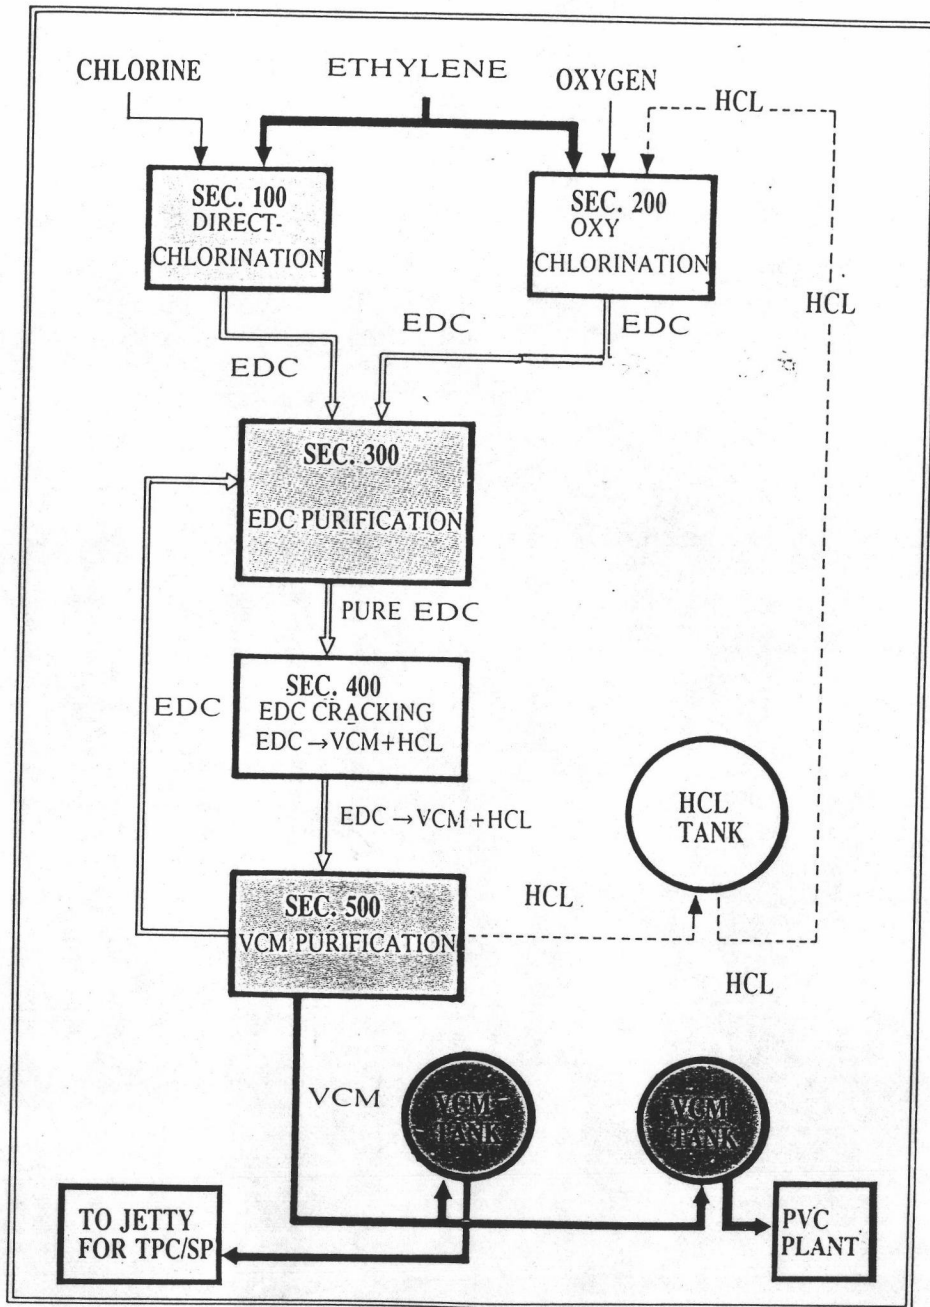 CHLORINE
ETHYLENE
OXYGEN
HCL
SEC. 100
DIRECT-
CHLORINATION
SEC. 200
OXY
CHLORINATION
HCL
EDC
EDC
EDC
SEC. 300
EDC PURIFICATION
PURE EDC
EDC
SEC. 400
EDC CRACKING
EDC → VCM+HCL
EDC → VCM + HCL
HCL
TANK
SEC. 500
VCM PURIFICATION
HCL
HCL
VCM
VCM
TANK
VCM
TANK
TO JETTY
FOR TPC/SP
PVC
PLANT